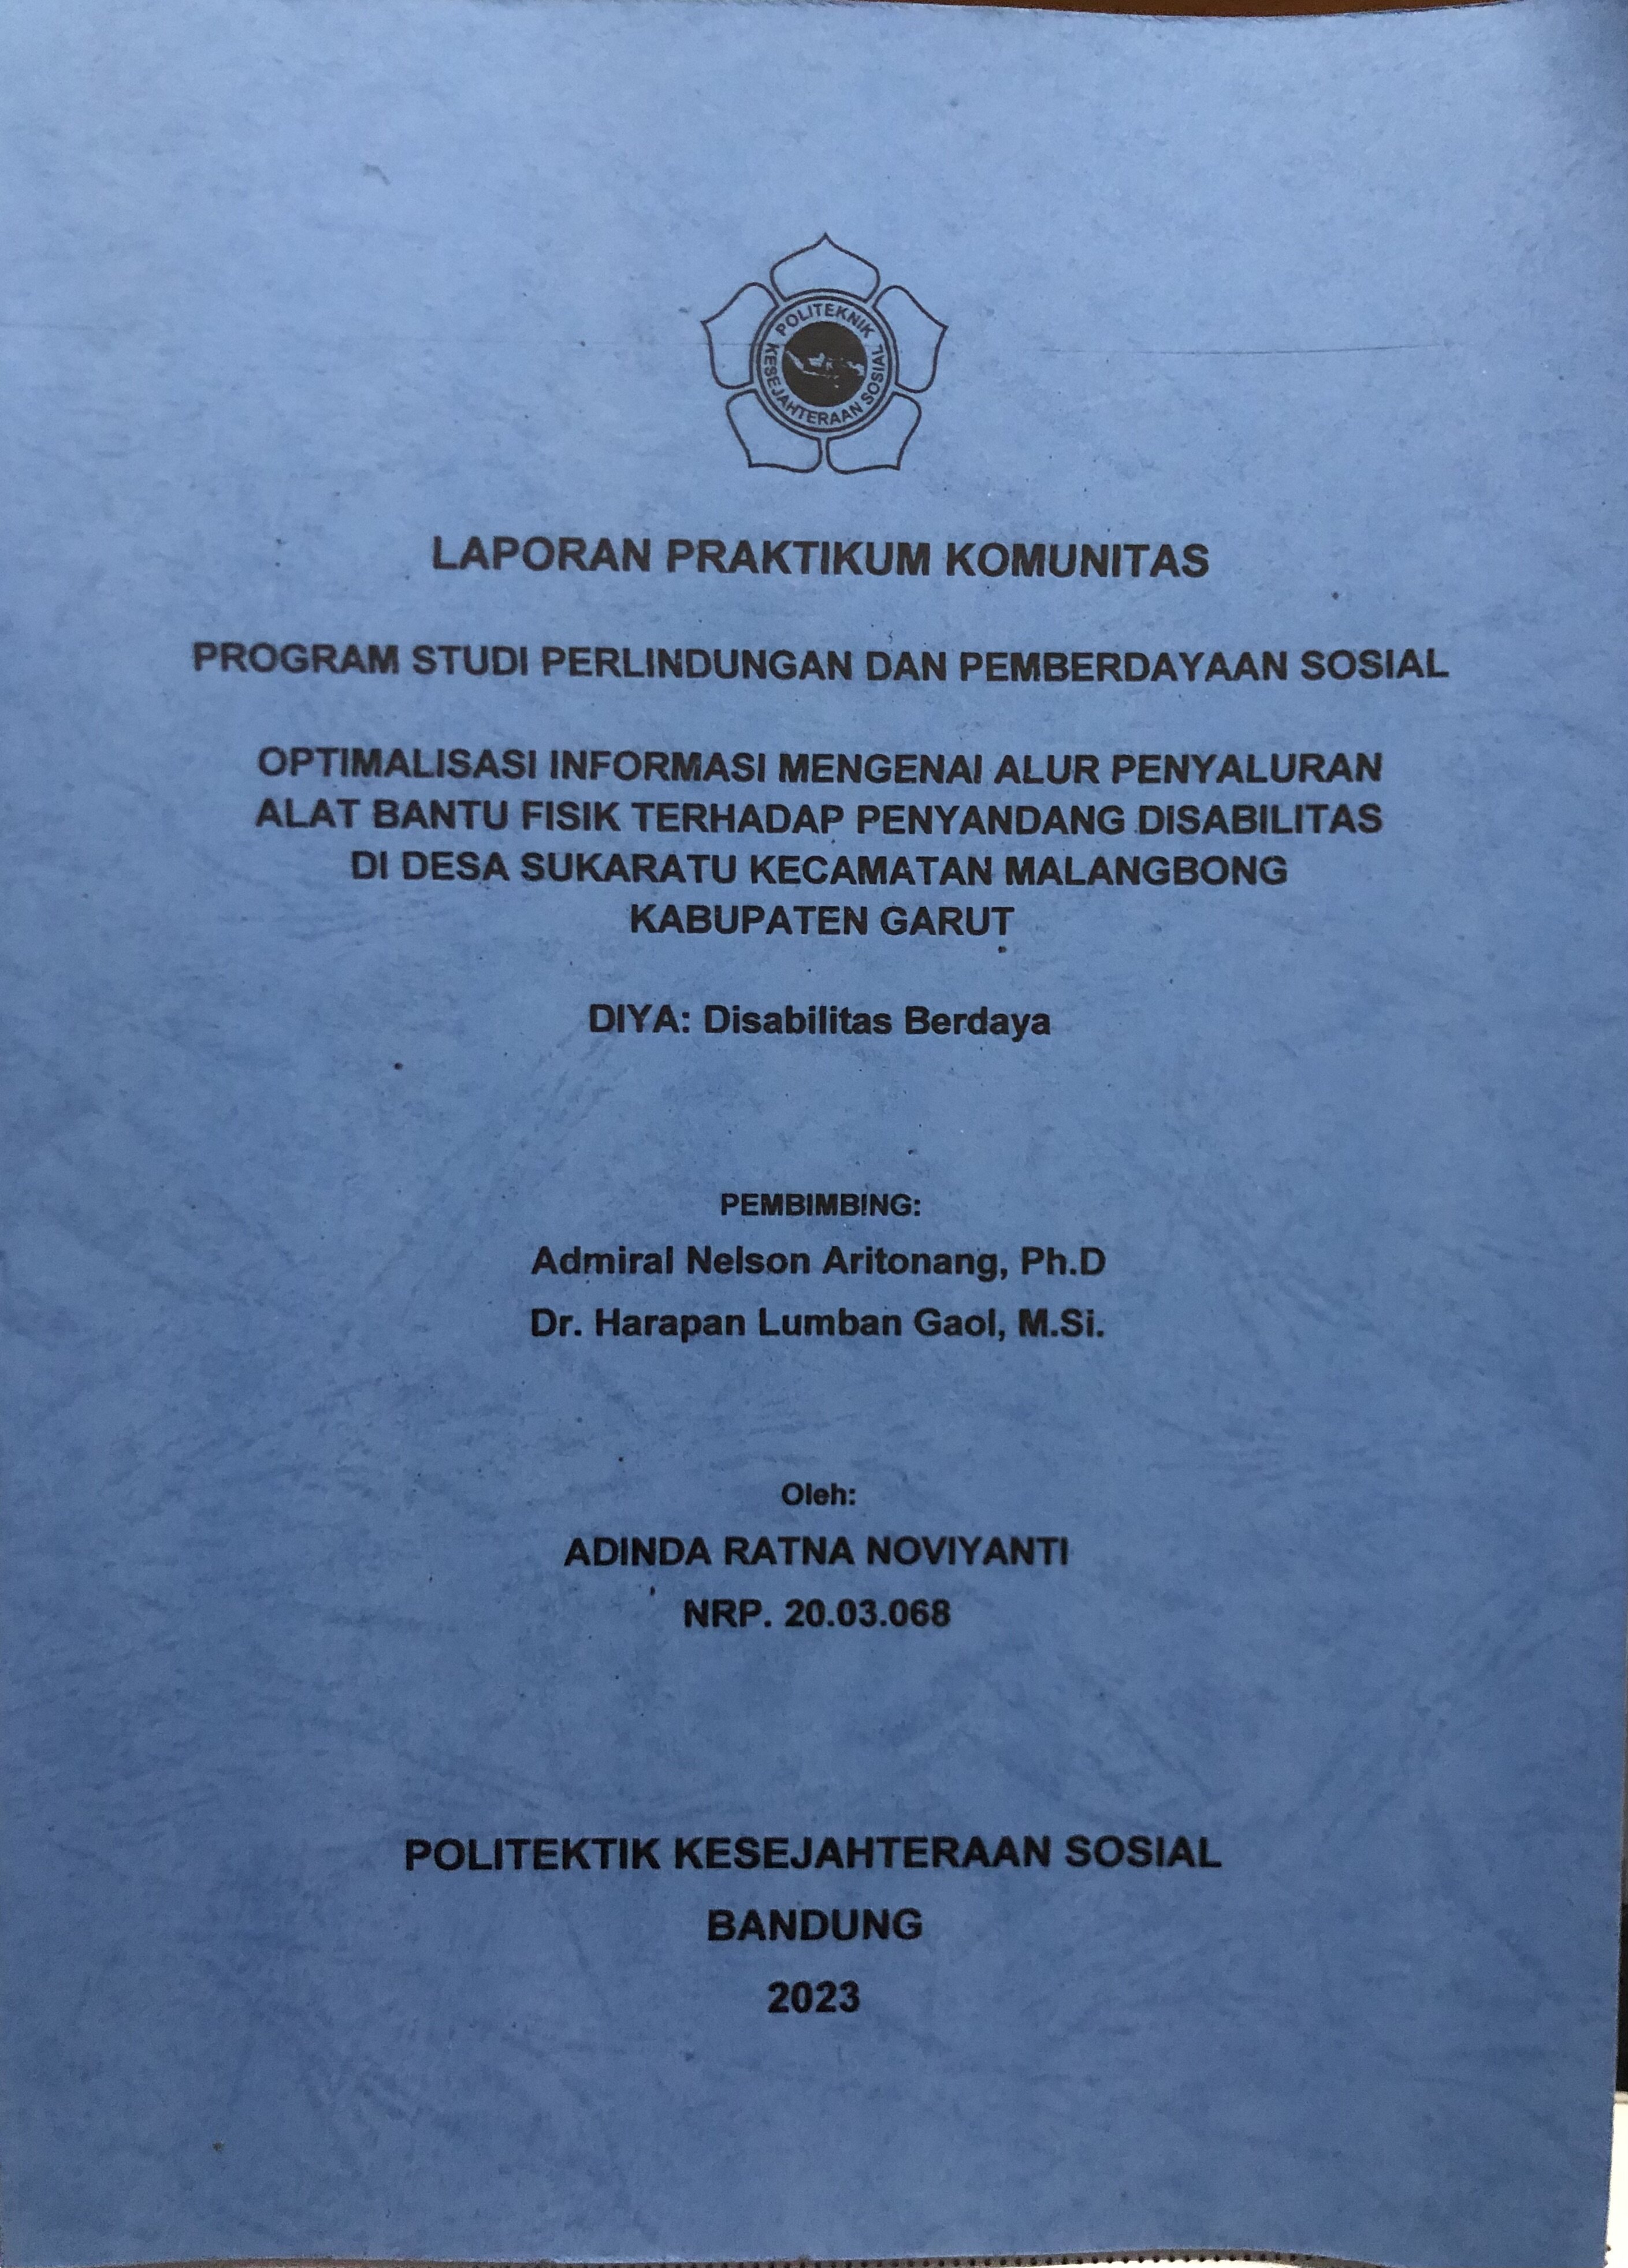 POLITEKNIK
KESEJAHTERAAN SOSIAL
LAPORAN PRAKTIKUM KOMUNITAS
PROGRAM STUDI PERLINDUNGAN DAN PEMBERDAYAAN SOSIAL
OPTIMALISASI INFORMASI MENGENAI ALUR PENYALURAN
ALAT BANTU FISIK TERHADAP PENYANDANG DISABILITAS
DI DESA SUKARATU KECAMATAN MALANGBONG
KABUPATEN GARUT
DIYA: Disabilitas Berdaya
PEMBIMBING:
Admiral Nelson Aritonang, Ph.D
Dr. Harapan Lumban Gaol, M.Si.
Oleh:
ADINDA RATNA NOVIYANTI
NRP. 20.03.068
POLITEKTIK KESEJAHTERAAN SOSIAL
BANDUNG
2023